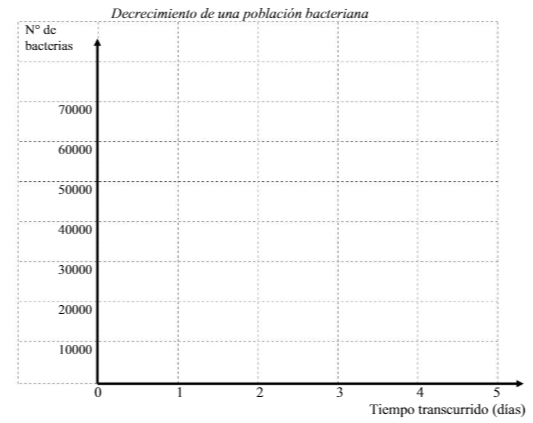 Decrecimiento de una población bacteriana
N° de
bacterias
70000
60000
50000
40000
30000
20000
10000
0 1 2 3 4 5
Tiempo transcurrido (días)